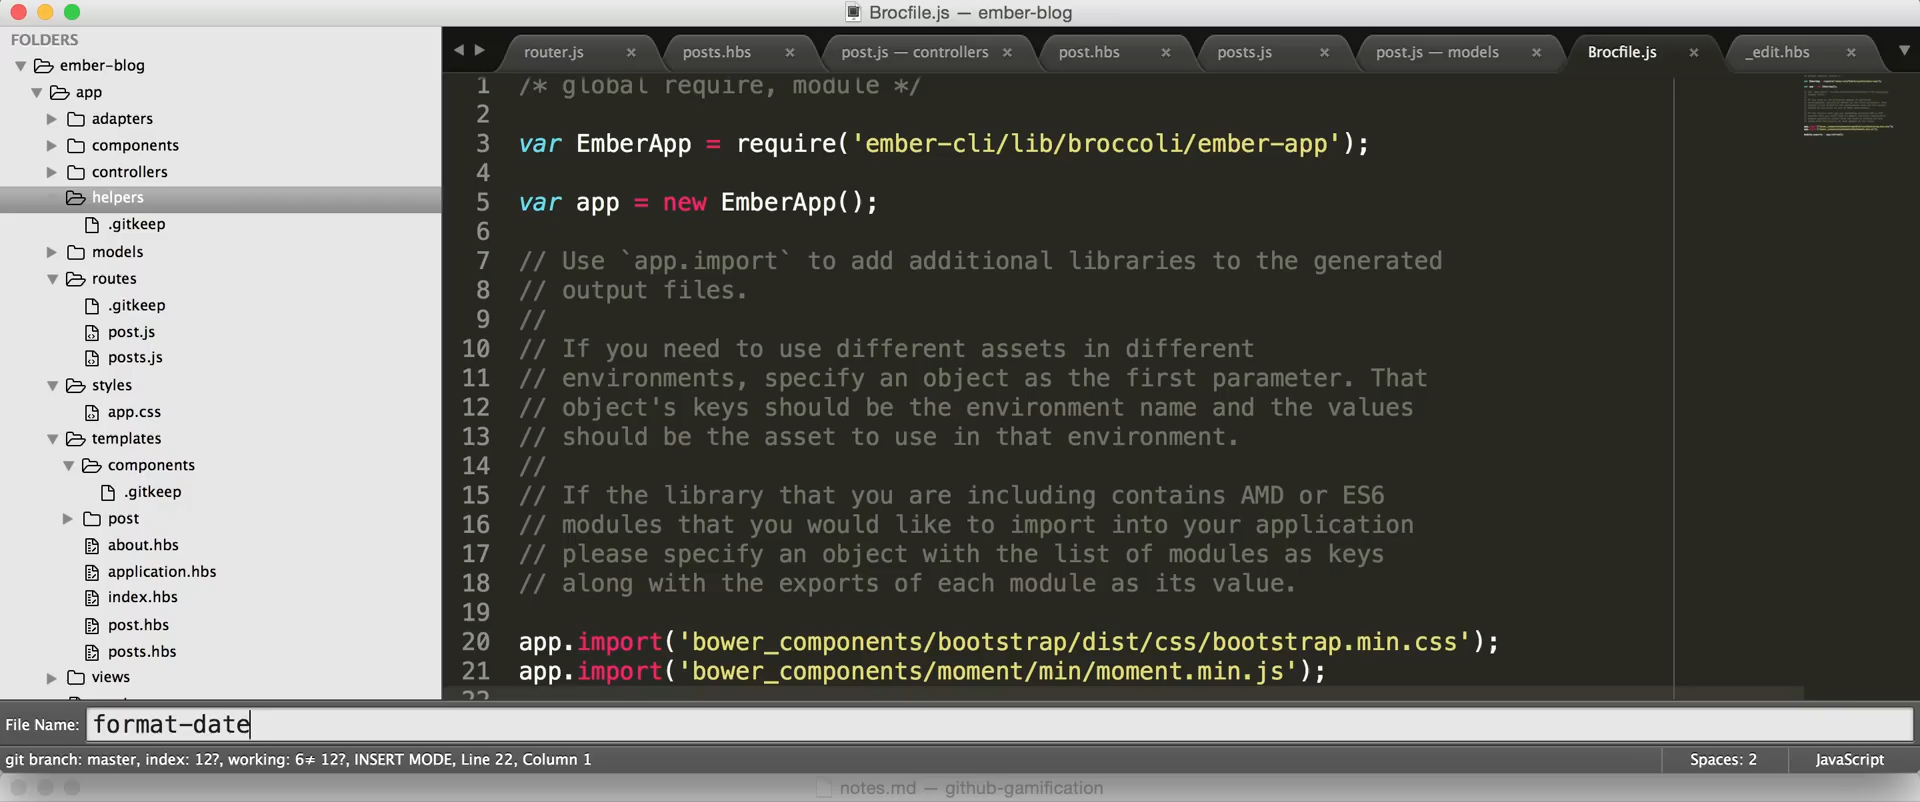 Brocfile.js — ember-blog
FOLDERS
ember-blog
app
adapters
components
controllers
helpers
.gitkeep
models
routes
.gitkeep
post.js
posts.js
styles
app.css
templates
components
.gitkeep
post
about.hbs
application.hbs
index.hbs
post.hbs
posts.hbs
views
router.js × posts.hbs × post.js — controllers × post.hbs × posts.js × post.js — models × Brocfile.js × _edit.hbs ×
1 /* global require, module */
2
3 var EmberApp = require('ember-cli/lib/broccoli/ember-app');
4
5 var app = new EmberApp();
6
7 // Use `app.import` to add additional libraries to the generated
8 // output files.
9 //
10 // If you need to use different assets in different
11 // environments, specify an object as the first parameter. That
12 // object's keys should be the environment name and the values
13 // should be the asset to use in that environment.
14 //
15 // If the library that you are including contains AMD or ES6
16 // modules that you would like to import into your application
17 // please specify an object with the list of modules as keys
18 // along with the exports of each module as its value.
19
20 app.import('bower_components/bootstrap/dist/css/bootstrap.min.css');
21 app.import('bower_components/moment/min/moment.min.js');
22
File Name: format-date
git branch: master, index: 12?, working: 6≠ 12?, INSERT MODE, Line 22, Column 1 Spaces: 2 JavaScript
notes.md — github-gamification